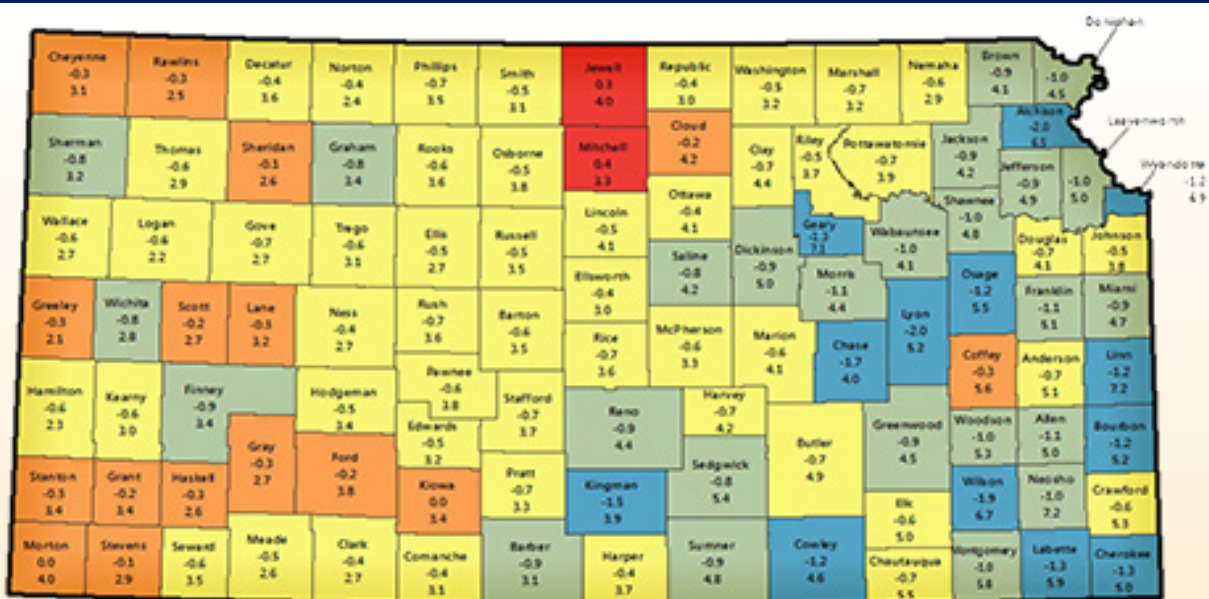 Doniphan
Cheyenne
-0.3
3.1
Rawlins
-0.3
2.5
Decatur
-0.4
3.6
Norton
-0.4
2.4
Phillips
-0.7
3.5
Smith
-0.5
3.1
Jewell
0.3
4.0
Republic
-0.4
3.0
Washington
-0.5
3.2
Marshall
-0.7
3.2
Nemaha
-0.6
2.9
Brown
-0.9
4.1
-1.0
4.5
Atchison
-2.0
6.5
Leavenworth
Sherman
-0.8
3.2
Thomas
-0.6
2.9
Sheridan
-0.1
2.6
Graham
-0.8
3.4
Rooks
-0.6
3.6
Osborne
-0.5
3.8
Mitchell
0.4
3.3
Cloud
-0.2
4.2
Clay
-0.7
4.4
Riley
-0.5
3.7
Pottawatomie
-0.7
3.9
Jackson
-0.9
4.2
Jefferson
-0.9
4.9
-1.0
5.0
Wyandotte
-1.2
6.9
Wallace
-0.6
2.7
Logan
-0.6
2.2
Gove
-0.7
2.7
Trego
-0.6
3.1
Ellis
-0.5
2.7
Russell
-0.5
3.5
Lincoln
-0.5
4.1
Ottawa
-0.4
4.1
Saline
-0.8
4.2
Dickinson
-0.9
5.0
Geary
-1.3
7.1
Wabaunsee
-1.0
4.1
Shawnee
-1.0
4.8
Douglas
-0.7
4.1
Johnson
-0.5
3.8
Ellsworth
-0.4
3.0
Morris
-1.1
4.4
Osage
-1.2
5.5
Franklin
-1.1
5.1
Miami
-0.9
4.7
Greeley
-0.3
2.1
Wichita
-0.8
2.8
Scott
-0.2
2.7
Lane
-0.3
3.2
Ness
-0.4
2.7
Rush
-0.7
3.6
Barton
-0.6
3.5
Rice
-0.7
3.6
McPherson
-0.6
3.3
Marion
-0.6
4.1
Chase
-1.7
4.0
Lyon
-2.0
5.2
Coffey
-0.3
5.6
Anderson
-0.7
5.1
Linn
-1.2
7.2
Hamilton
-0.6
2.3
Kearny
-0.6
3.0
Finney
-0.9
3.4
Hodgeman
-0.5
3.4
Pawnee
-0.6
3.8
Edwards
-0.5
3.2
Stafford
-0.7
3.7
Reno
-0.9
4.4
Harvey
-0.7
4.2
Butler
-0.7
4.9
Greenwood
-0.9
4.5
Woodson
-1.0
5.3
Allen
-1.1
5.0
Bourbon
-1.2
5.2
Stanton
-0.3
3.4
Grant
-0.2
3.4
Haskell
-0.3
2.6
Gray
-0.3
2.7
Ford
-0.2
3.8
Kiowa
0.0
3.4
Pratt
-0.7
3.3
Kingman
-1.5
3.9
Sedgwick
-0.8
5.4
Elk
-0.6
5.0
Wilson
-1.9
6.7
Neosho
-1.0
7.2
Crawford
-0.6
5.3
Morton
0.0
4.0
Stevens
-0.1
2.9
Seward
-0.6
3.5
Meade
-0.5
2.6
Clark
-0.4
2.7
Comanche
-0.4
3.1
Barber
-0.9
3.1
Harper
-0.4
3.7
Sumner
-0.9
4.8
Cowley
-1.2
4.6
Chautauqua
-0.7
5.5
Montgomery
-1.0
5.8
Labette
-1.3
5.9
Cherokee
-1.3
5.0